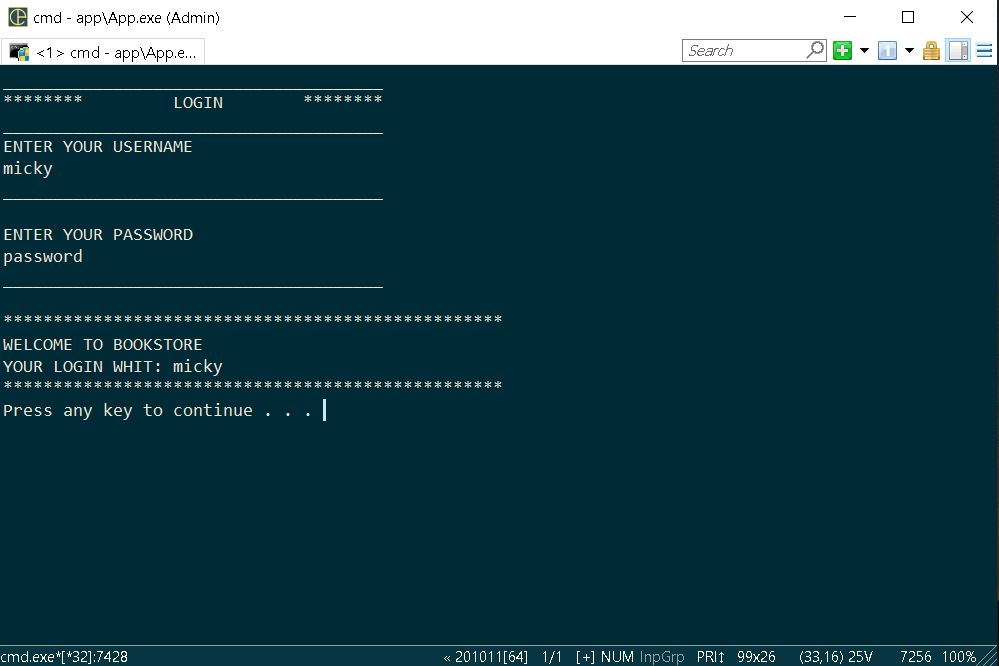 cmd - app\App.exe (Admin)
<1> cmd - app\App.e...
Search
______________________________________
******** LOGIN ********
______________________________________
ENTER YOUR USERNAME
micky
______________________________________
ENTER YOUR PASSWORD
password
______________________________________
**************************************************
WELCOME TO BOOKSTORE
YOUR LOGIN WHIT: micky
**************************************************
Press any key to continue . . .
cmd.exe*[*32]:7428 « 201011[64] 1/1 [+] NUM InpGrp PRI↕ 99x26 (33,16) 25V 7256 100%